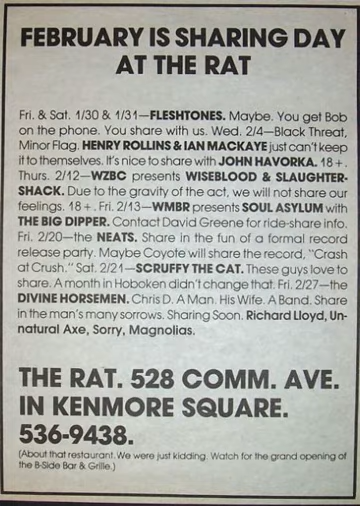 FEBRUARY IS SHARING DAY
AT THE RAT
Fri. & Sat. 1/30 & 1/31—FLESHTONES. Maybe. You get Bob
on the phone. You share with us. Wed. 2/4—Black Threat,
Minor Flag. HENRY ROLLINS & IAN MACKAYE just can't keep
it to themselves. It's nice to share with JOHN HAVORKA. 18 +.
Thurs. 2/12—WZBC presents WISEBLOOD & SLAUGHTER-
SHACK. Due to the gravity of the act, we will not share our
feelings. 18 +. Fri. 2/13—WMBR presents SOUL ASYLUM with
THE BIG DIPPER. Contact David Greene for ride-share info.
Fri. 2/20—the NEATS. Share in the fun of a formal record
release party. Maybe Coyote will share the record, "Crash
at Crush." Sat. 2/21—SCRUFFY THE CAT. These guys love to
share. A month in Hoboken didn't change that. Fri. 2/27—the
DIVINE HORSEMEN. Chris D. A Man. His Wife. A Band. Share
in the man's many sorrows. Sharing Soon. Richard Lloyd, Un-
natural Axe, Sorry, Magnolias.
THE RAT. 528 COMM. AVE.
IN KENMORE SQUARE.
536-9438.
(About that restaurant. We were just kidding. Watch for the grand opening of
the B-Side Bar & Grille.)